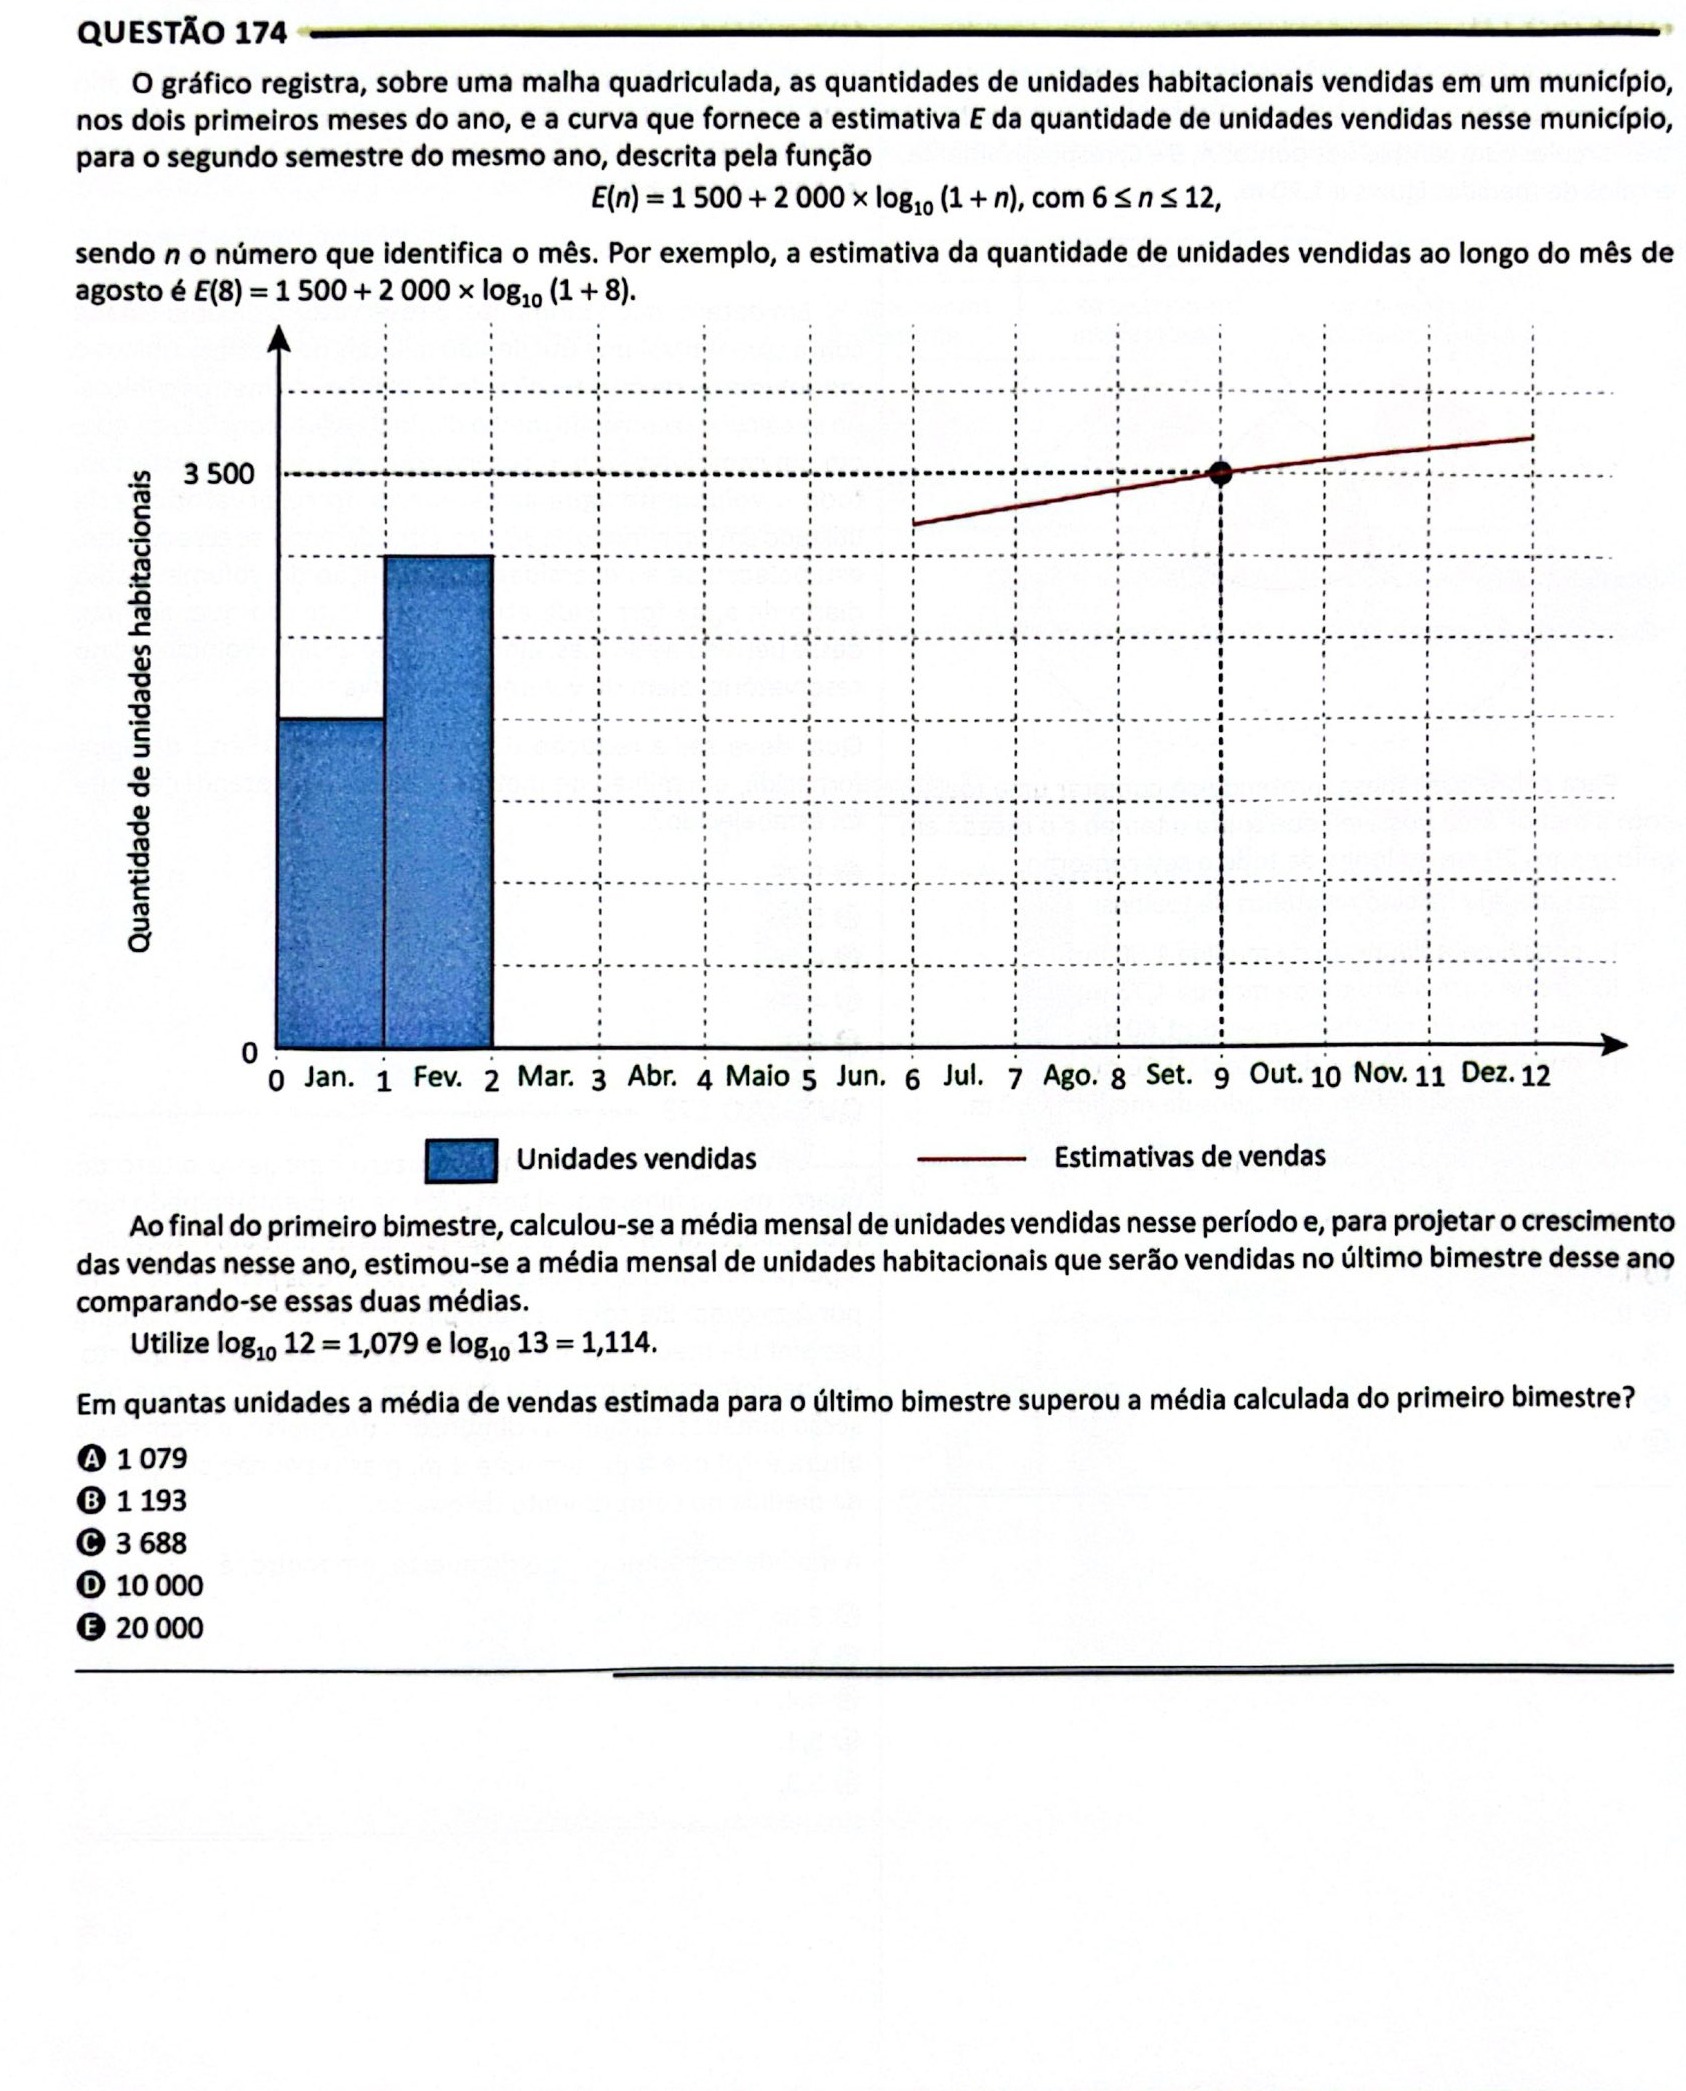 QUESTÃO 174
O gráfico registra, sobre uma malha quadriculada, as quantidades de unidades habitacionais vendidas em um município,
nos dois primeiros meses do ano, e a curva que fornece a estimativa E da quantidade de unidades vendidas nesse município,
para o segundo semestre do mesmo ano, descrita pela função
E(n) = 1 500 + 2 000 × log₁₀ (1 + n), com 6 ≤ n ≤ 12,
sendo n o número que identifica o mês. Por exemplo, a estimativa da quantidade de unidades vendidas ao longo do mês de
agosto é E(8) = 1 500 + 2 000 × log₁₀ (1 + 8).
Quantidade de unidades habitacionais
3 500
0
0 Jan. 1 Fev. 2 Mar. 3 Abr. 4 Maio 5 Jun. 6 Jul. 7 Ago. 8 Set. 9 Out. 10 Nov. 11 Dez. 12
Unidades vendidas Estimativas de vendas
Ao final do primeiro bimestre, calculou-se a média mensal de unidades vendidas nesse período e, para projetar o crescimento
das vendas nesse ano, estimou-se a média mensal de unidades habitacionais que serão vendidas no último bimestre desse ano
comparando-se essas duas médias.
Utilize log₁₀ 12 = 1,079 e log₁₀ 13 = 1,114.
Em quantas unidades a média de vendas estimada para o último bimestre superou a média calculada do primeiro bimestre?
A 1 079
B 1 193
C 3 688
D 10 000
E 20 000